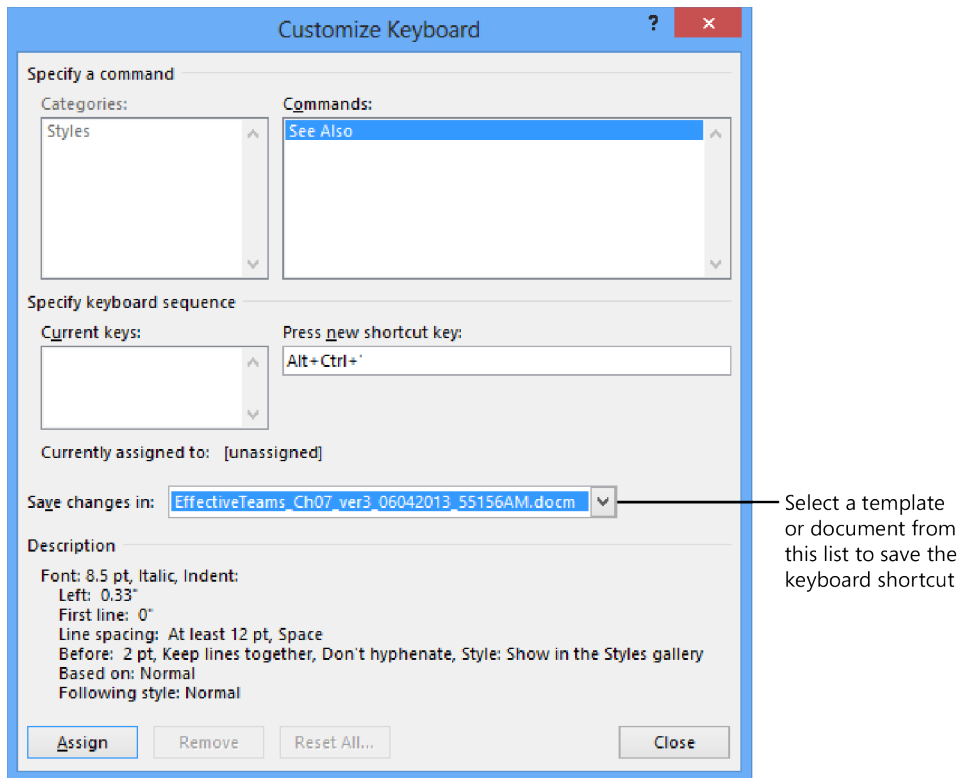 Customize Keyboard
?
Specify a command
Categories:
Commands:
Styles
See Also
Specify keyboard sequence
Current keys:
Press new shortcut key:
Alt+Ctrl+'
Currently assigned to: [unassigned]
Save changes in: EffectiveTeams_Ch07_ver3_06042013_55156AM.docm
Select a template
or document from
this list to save the
keyboard shortcut
Description
Font: 8.5 pt, Italic, Indent:
Left: 0.33"
First line: 0"
Line spacing: At least 12 pt, Space
Before: 2 pt, Keep lines together, Don't hyphenate, Style: Show in the Styles gallery
Based on: Normal
Following style: Normal
Assign
Remove
Reset All...
Close